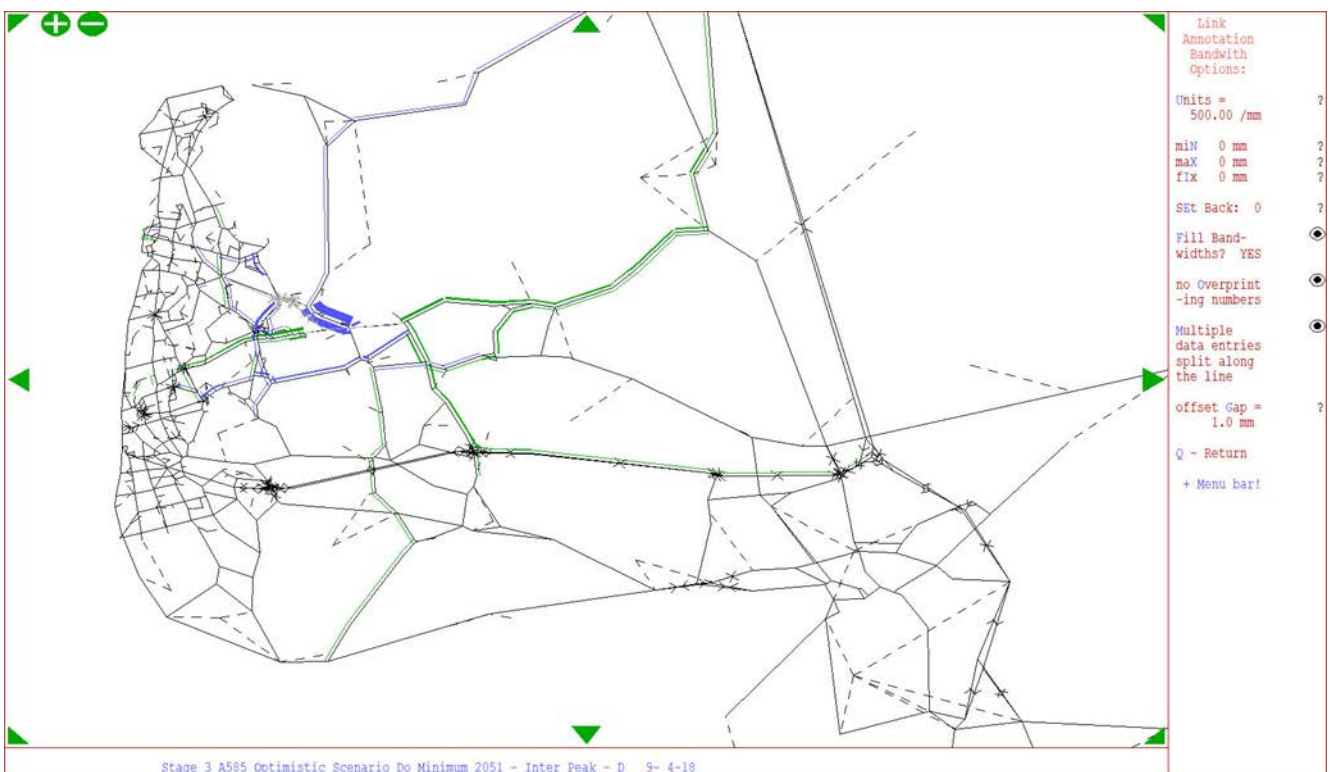 Link
Annotation
Bandwith
Options:
Units = ?
500.00 /mm
miN 0 mm ?
maX 0 mm ?
fIx 0 mm ?
SEt Back: 0 ?
Fill Band-
widths? YES
no Overprint
-ing numbers
Multiple
data entries
split along
the line
offset Gap = ?
1.0 mm
Q - Return
+ Menu bar!
Stage 3 A585 Optimistic Scenario Do Minimum 2051 - Inter Peak - D 9- 4-18